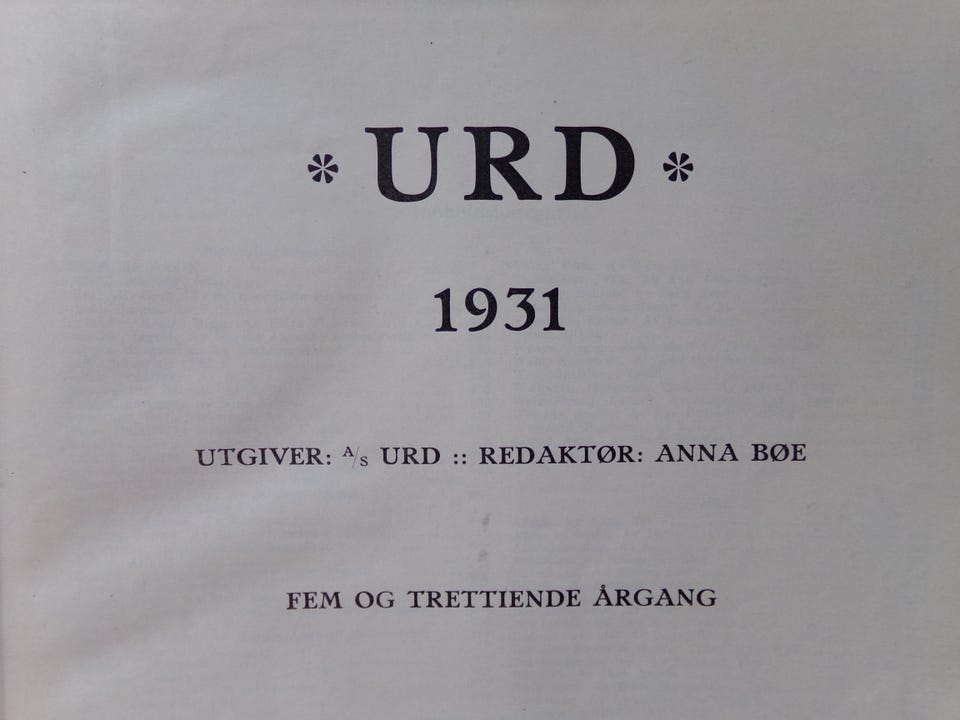 * URD *
1931
UTGIVER: A/S URD :: REDAKTØR: ANNA BØE
FEM OG TRETTIENDE ÅRGANG